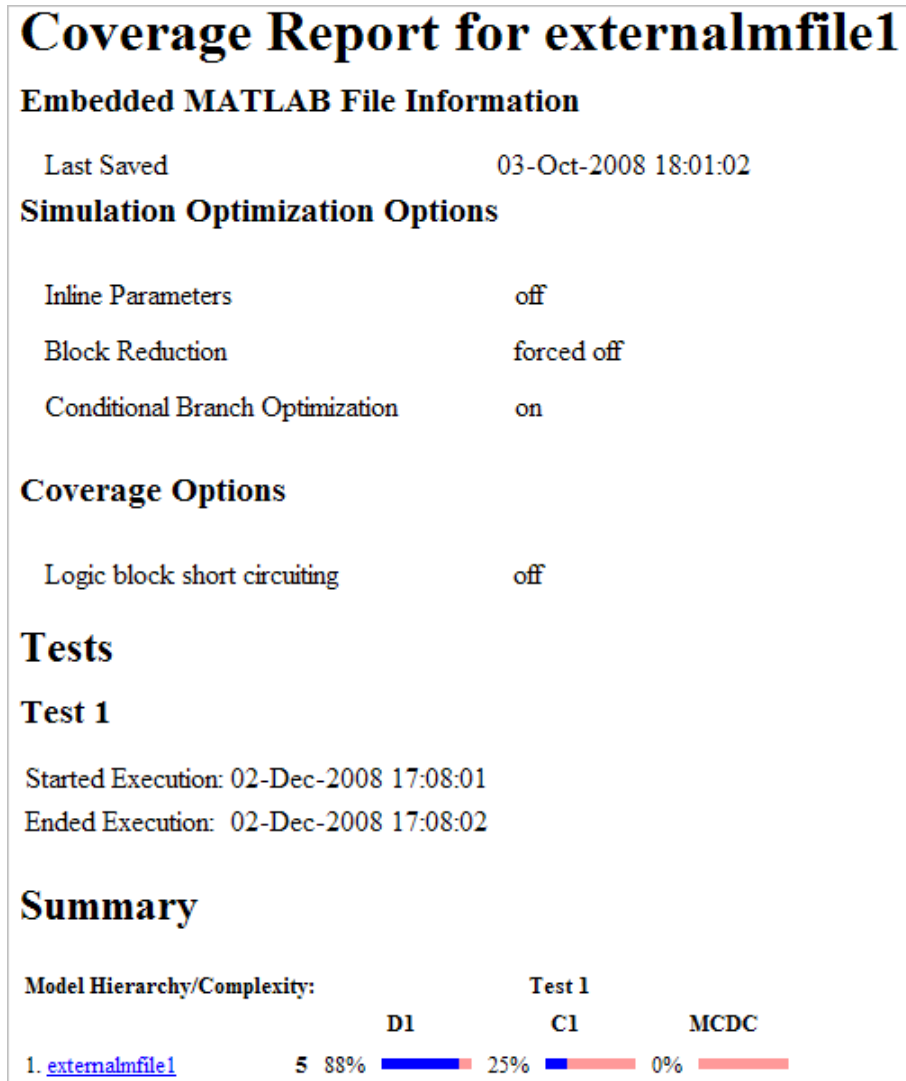 Coverage Report for externalmfile1
Embedded MATLAB File Information
Last Saved 03-Oct-2008 18:01:02
Simulation Optimization Options
Inline Parameters off
Block Reduction forced off
Conditional Branch Optimization on
Coverage Options
Logic block short circuiting off
Tests
Test 1
Started Execution: 02-Dec-2008 17:08:01
Ended Execution: 02-Dec-2008 17:08:02
Summary
Model Hierarchy/Complexity: Test 1
D1 C1 MCDC
1. externalmfile1 5 88% 25% 0%